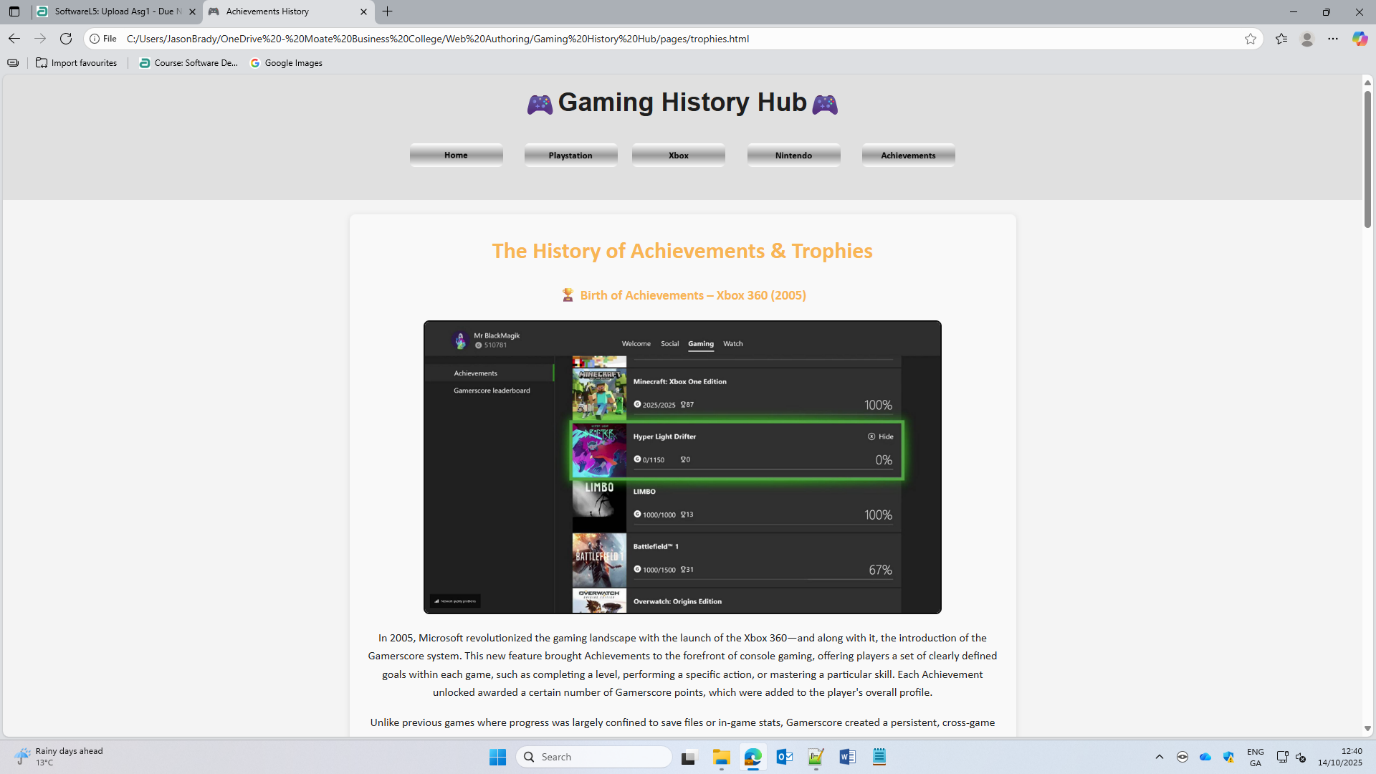 SoftwareL5: Upload Asg1 - Due N
Achievements History
File
C:/Users/JasonBrady/OneDrive%20-%20Moate%20Business%20College/Web%20Authoring/Gaming%20History%20Hub/pages/trophies.html
Import favourites
Course: Software De...
Google Images
Gaming History Hub
Home
Playstation
Xbox
Nintendo
Achievements
The History of Achievements & Trophies
🏆 Birth of Achievements – Xbox 360 (2005)
Mr BlackMagik
510781
Welcome Social Gaming Watch
Achievements
Gamerscore leaderboard
MINECRAFT
Minecraft: Xbox One Edition
2025/2025 87
100%
Hyper Light Drifter
Hide
0/1150 0
0%
LIMBO
LIMBO
1000/1000 13
100%
BATTLEFIELD 1
Battlefield™ 1
1000/1500 31
67%
OVERWATCH
Overwatch: Origins Edition
In 2005, Microsoft revolutionized the gaming landscape with the launch of the Xbox 360—and along with it, the introduction of the
Gamerscore system. This new feature brought Achievements to the forefront of console gaming, offering players a set of clearly defined
goals within each game, such as completing a level, performing a specific action, or mastering a particular skill. Each Achievement
unlocked awarded a certain number of Gamerscore points, which were added to the player's overall profile.
Unlike previous games where progress was largely confined to save files or in-game stats, Gamerscore created a persistent, cross-game
Rainy days ahead
13°C
Search
ENG
GA
12:40
14/10/2025